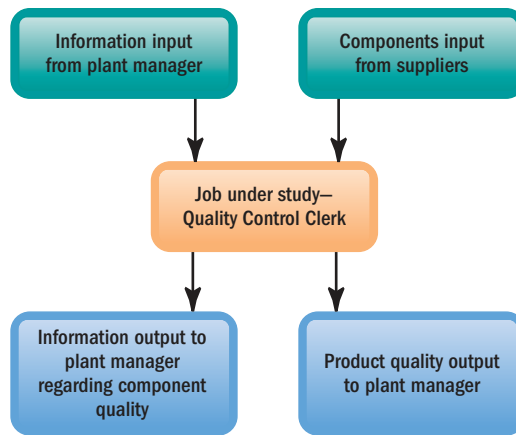 Information input
from plant manager
Components input
from suppliers
Job under study—
Quality Control Clerk
Information output to
plant manager
regarding component
quality
Product quality output
to plant manager